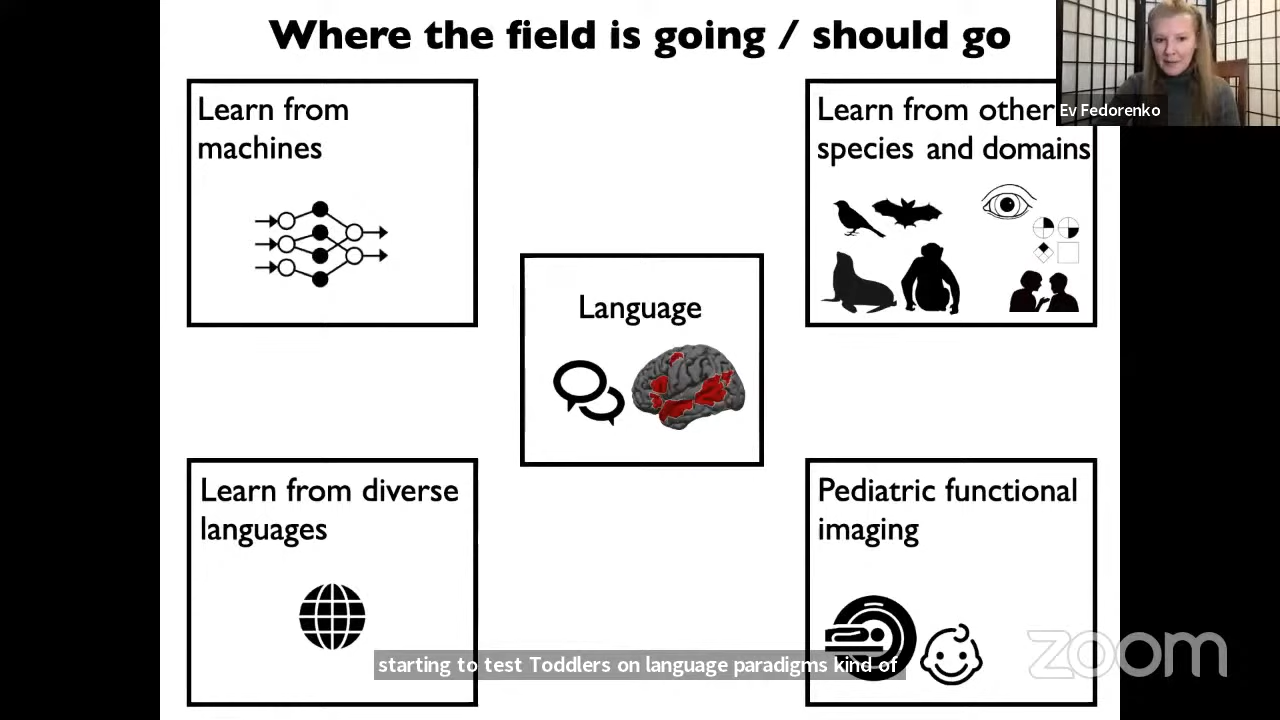 Where the field is going / should go
Learn from
machines
Learn from other
species and domains
Ev Fedorenko
Language
Learn from diverse
languages
Pediatric functional
imaging
starting to test Toddlers on language paradigms kind of
zoom